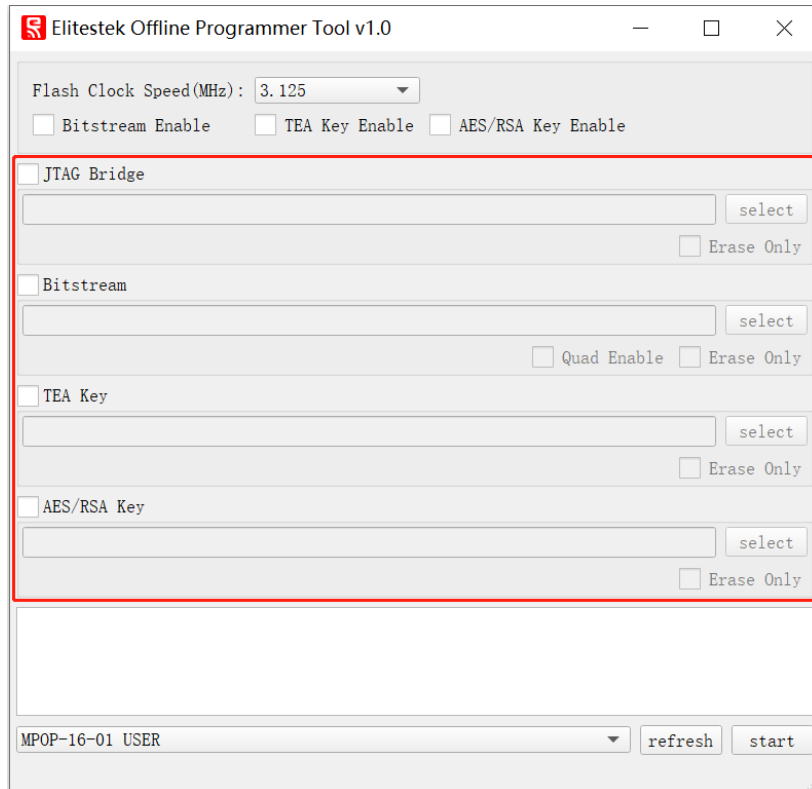 Elitestek Offline Programmer Tool v1.0
Flash Clock Speed(MHz): 3.125
Bitstream Enable TEA Key Enable AES/RSA Key Enable
JTAG Bridge
select
Erase Only
Bitstream
select
Quad Enable Erase Only
TEA Key
select
Erase Only
AES/RSA Key
select
Erase Only
MPOP-16-01 USER refresh start